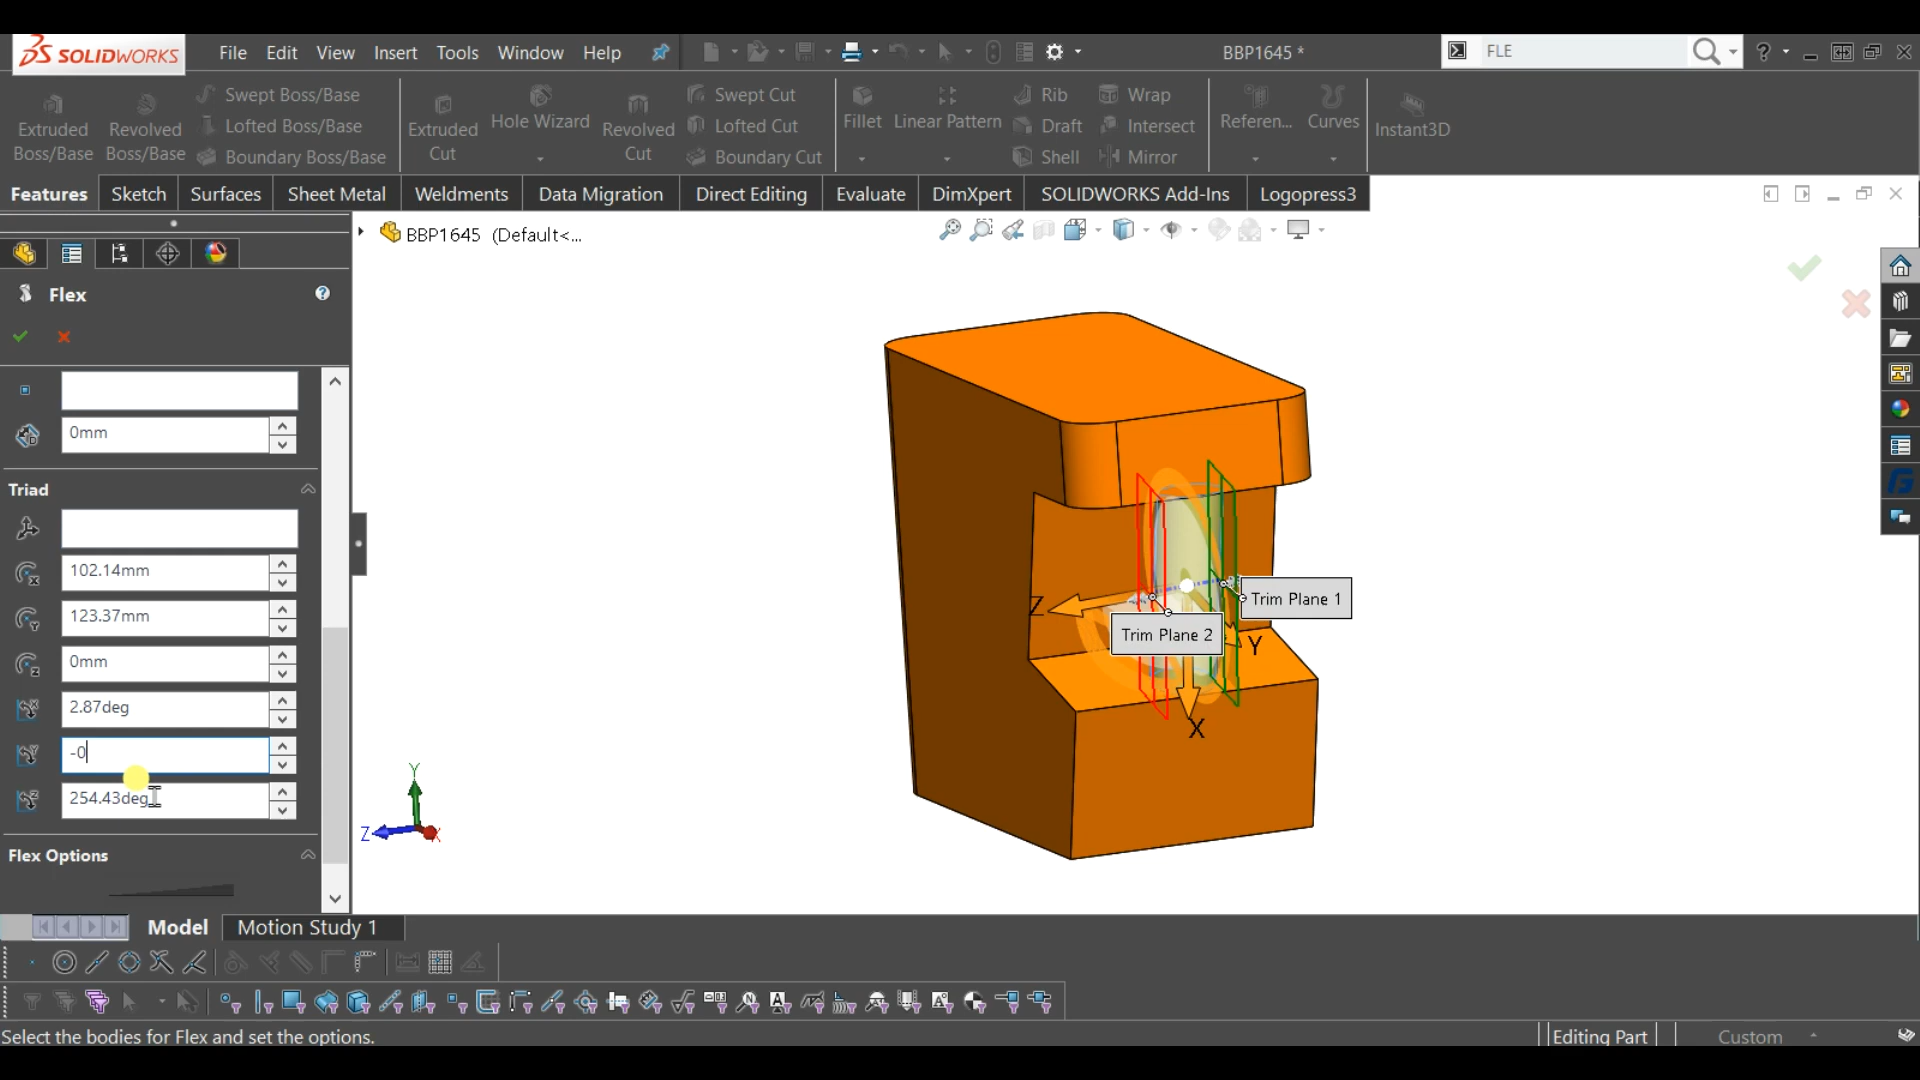 SOLIDWORKS File Edit View Insert Tools Window Help BBP1645 * FLE ?
Extruded Boss/Base
Revolved Boss/Base
Swept Boss/Base
Lofted Boss/Base
Boundary Boss/Base
Extruded Cut
Hole Wizard
Revolved Cut
Swept Cut
Lofted Cut
Boundary Cut
Fillet
Linear Pattern
Rib
Draft
Shell
Wrap
Intersect
Mirror
Referen...
Curves
Instant3D
Features Sketch Surfaces Sheet Metal Weldments Data Migration Direct Editing Evaluate DimXpert SOLIDWORKS Add-Ins Logopress3
BBP1645 (Default<...
Flex
0mm
Triad
102.14mm
123.37mm
0mm
2.87deg
-0
254.43deg
Flex Options
Trim Plane 1
Trim Plane 2
Z
Y
X
Y
Z
X
Model Motion Study 1
Select the bodies for Flex and set the options. Editing Part Custom